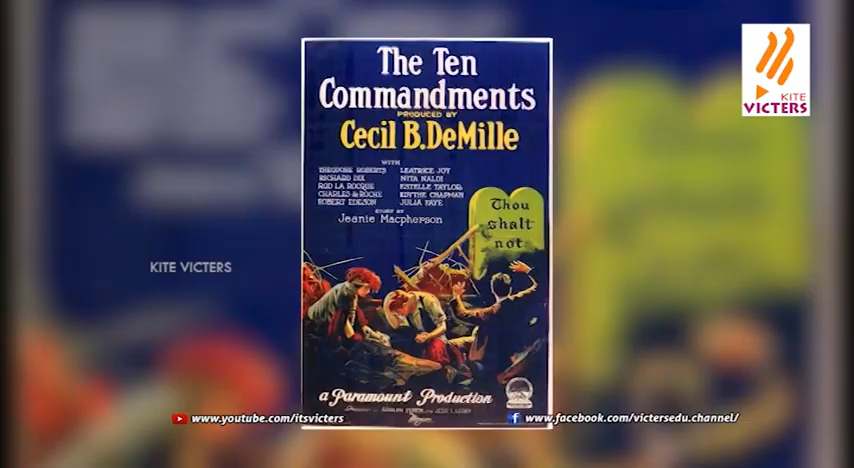 KITE
VICTERS
The Ten
Commandments
PRODUCED BY
Cecil B. DeMille
WITH
THEODORE ROBERTS LEATRICE JOY
RICHARD DIX NITA NALDI
ROD LA ROCQUE ESTELLE TAYLOR
CHARLES de ROCHE EDYTHE CHAPMAN
ROBERT EDESON JULIA FAYE
STORY BY
Jeanie Macpherson
Thou
shalt
not
KITE VICTERS
a Paramount Production
www.youtube.com/itsvicters
www.facebook.com/victersedu.channel/